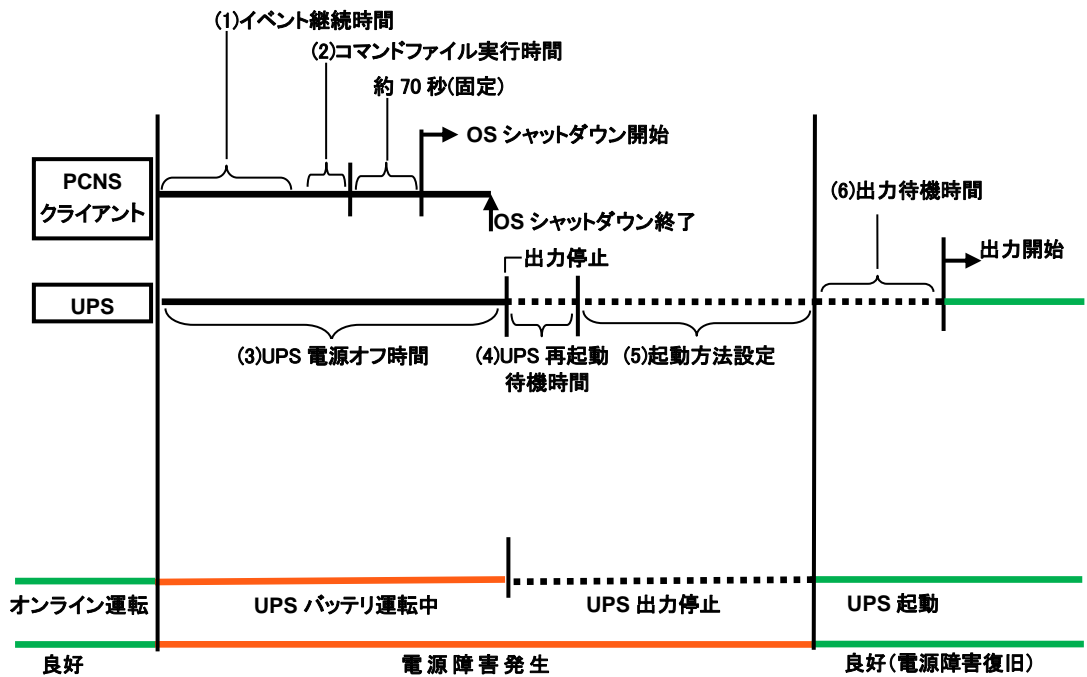 (1)イベント継続時間
(2)コマンドファイル実行時間
約 70 秒(固定)
OS シャットダウン開始
PCNS
クライアント
OS シャットダウン終了
(6)出力待機時間
出力開始
出力停止
UPS
(3)UPS 電源オフ時間
(4)UPS 再起動
待機時間
(5)起動方法設定
オンライン運転
UPS バッテリ運転中
UPS 出力停止
UPS 起動
良好
電源障害発生
良好(電源障害復旧)